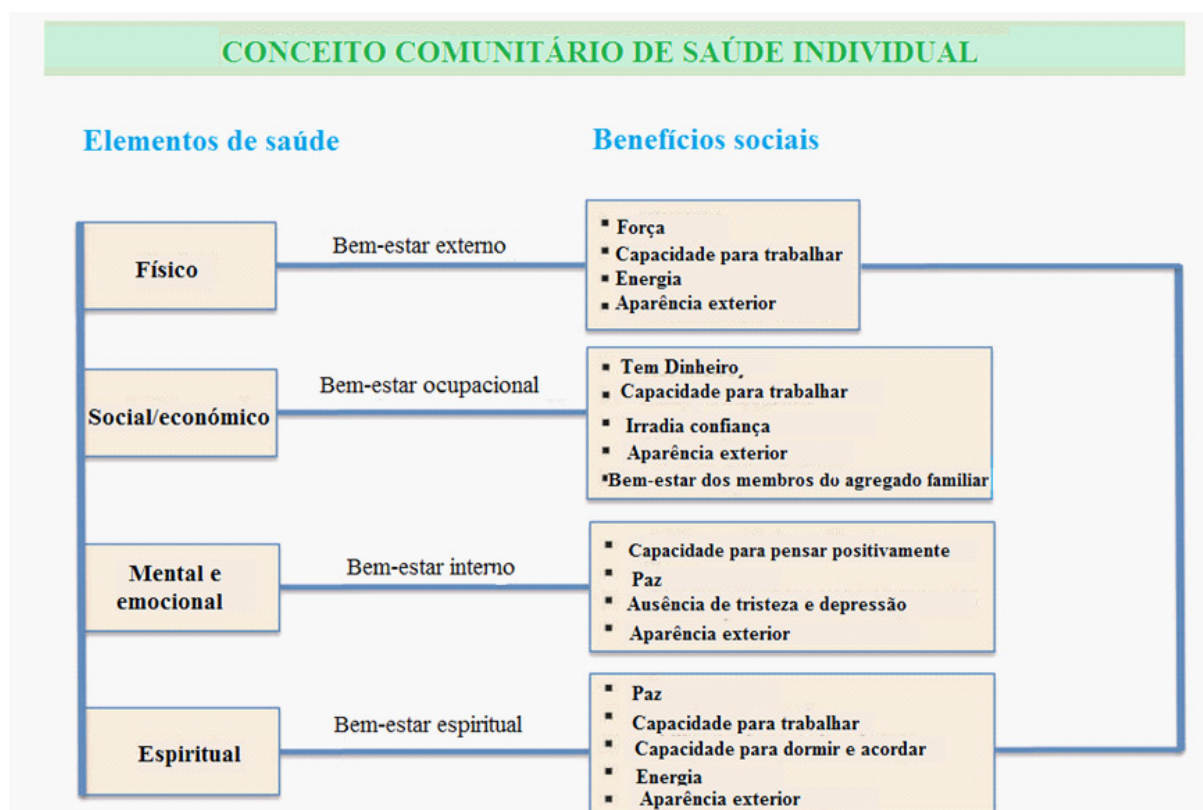 CONCEITO COMUNITÁRIO DE SAÚDE INDIVIDUAL
Elementos de saúde
Benefícios sociais
Físico
Bem-estar externo
▪ Força
▪ Capacidade para trabalhar
▪ Energia
▪ Aparência exterior
Social/económico
Bem-estar ocupacional
▪ Tem Dinheiro,
▪ Capacidade para trabalhar
▪ Irradia confiança
▪ Aparência exterior
▪Bem-estar dos membros do agregado familiar
Mental e
emocional
Bem-estar interno
▪ Capacidade para pensar positivamente
▪ Paz
▪ Ausência de tristeza e depressão
▪ Aparência exterior
Espiritual
Bem-estar espiritual
▪ Paz
▪ Capacidade para trabalhar
▪ Capacidade para dormir e acordar
▪ Energia
▪ Aparência exterior